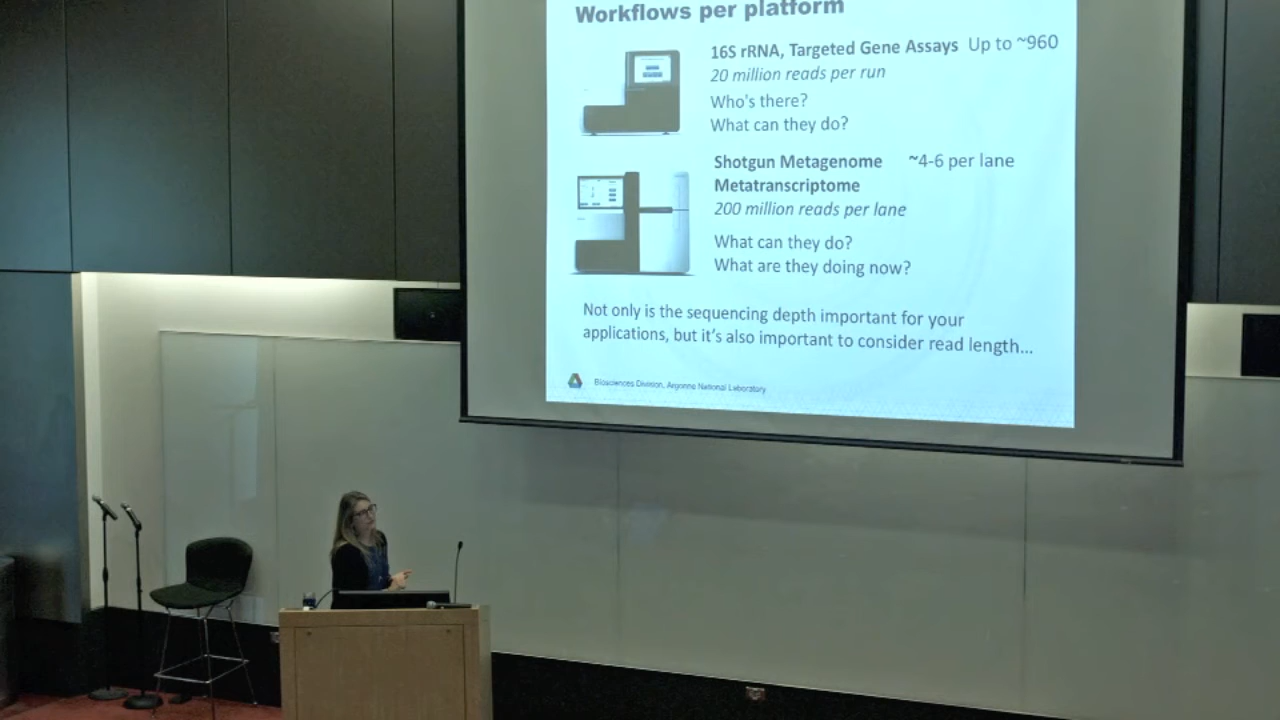 Workflows per platform
16S rRNA, Targeted Gene Assays Up to ~960
20 million reads per run
Who's there?
What can they do?
Shotgun Metagenome ~4-6 per lane
Metatranscriptome
200 million reads per lane
What can they do?
What are they doing now?
Not only is the sequencing depth important for your
applications, but it's also important to consider read length...
Biosciences Division, Argonne National Laboratory